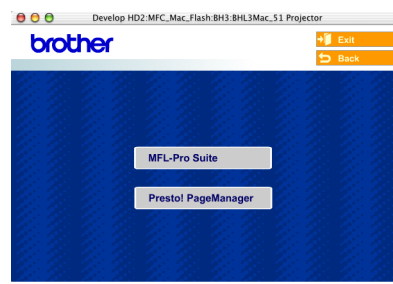 Develop HD2:MFC_Mac_Flash:BH3:BHL3Mac_51 Projector
brother
Exit
Back
MFL-Pro Suite
Presto! PageManager